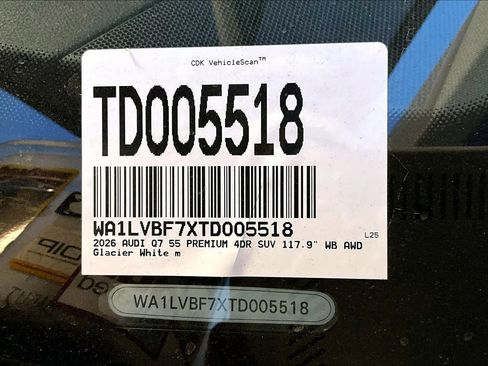 CDK VehicleScan™
TD005518
WA1LVBF7XTD005518
L25
2026 AUDI Q7 55 PREMIUM 4DR SUV 117.9" WB AWD
Glacier White m
WA1LVBF7XTD005518